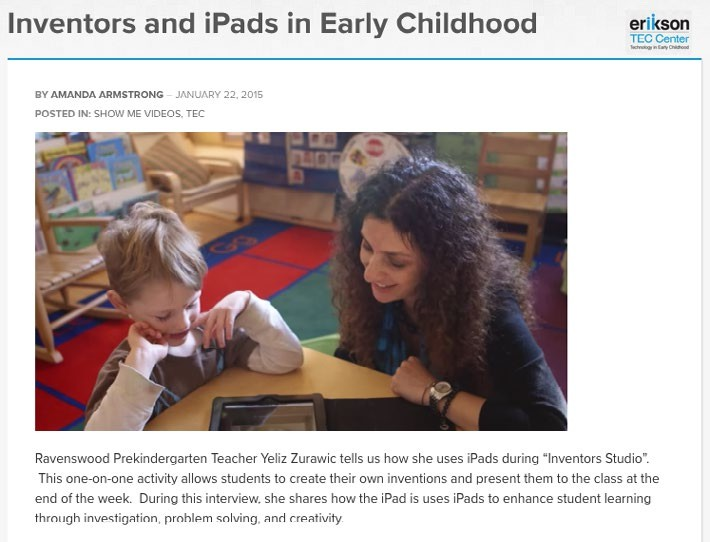 Inventors and iPads in Early Childhood
erikson
TEC Center
Technology in Early Childhood
BY AMANDA ARMSTRONG – JANUARY 22, 2015
POSTED IN: SHOW ME VIDEOS, TEC
Ravenswood Prekindergarten Teacher Yeliz Zurawic tells us how she uses iPads during “Inventors Studio”.
This one-on-one activity allows students to create their own inventions and present them to the class at the
end of the week. During this interview, she shares how the iPad is uses iPads to enhance student learning
through investigation, problem solving, and creativity.